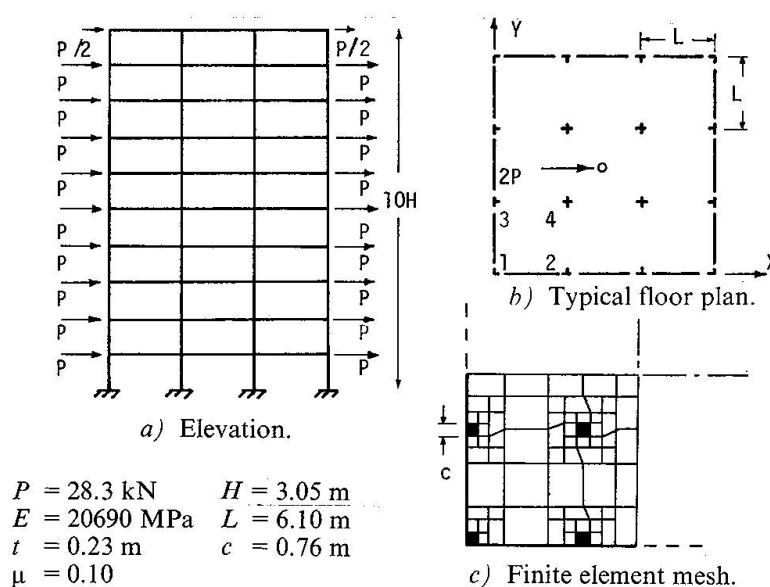 P/2 P/2
P P
P P
P P
P P
P P
P P
P P
P P
P P
10H
a) Elevation.
Y
L
L
2P
3 4
1 2 X
b) Typical floor plan.
c
c) Finite element mesh.
P = 28.3 kN H = 3.05 m
E = 20690 MPa L = 6.10 m
t = 0.23 m c = 0.76 m
μ = 0.10